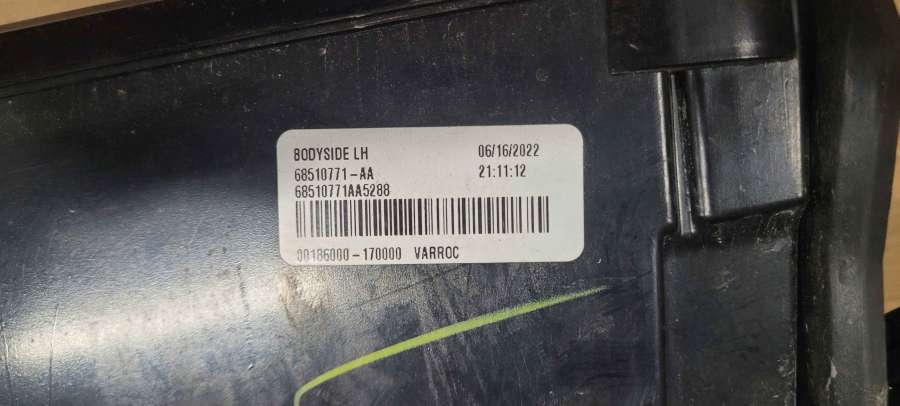 BODYSIDE LH 06/16/2022
68510771-AA 21:11:12
68510771AA5288
00186000-170000 VARROC